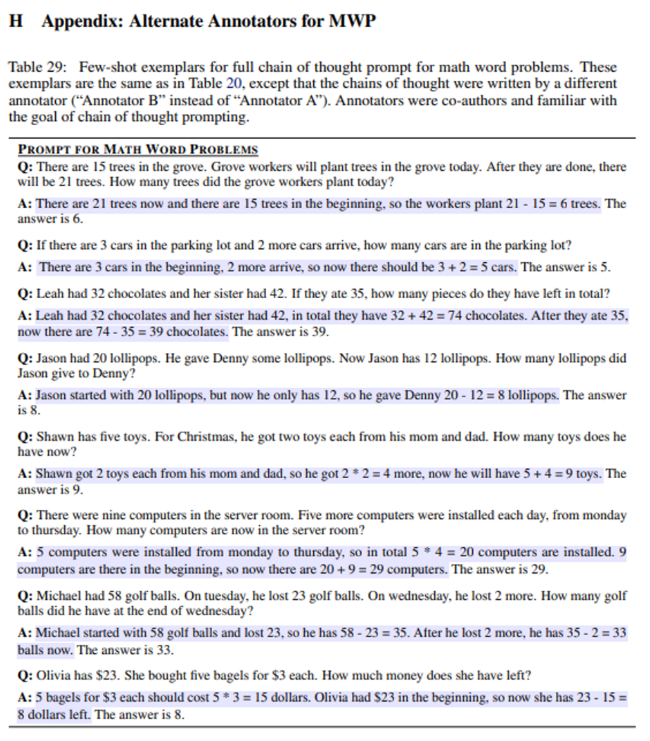 H Appendix: Alternate Annotators for MWP
Table 29: Few-shot exemplars for full chain of thought prompt for math word problems. These
exemplars are the same as in Table 20, except that the chains of thought were written by a different
annotator (“Annotator B” instead of “Annotator A”). Annotators were co-authors and familiar with
the goal of chain of thought prompting.
PROMPT FOR MATH WORD PROBLEMS
Q: There are 15 trees in the grove. Grove workers will plant trees in the grove today. After they are done, there
will be 21 trees. How many trees did the grove workers plant today?
A: There are 21 trees now and there are 15 trees in the beginning, so the workers plant 21 - 15 = 6 trees. The
answer is 6.
Q: If there are 3 cars in the parking lot and 2 more cars arrive, how many cars are in the parking lot?
A: There are 3 cars in the beginning, 2 more arrive, so now there should be 3 + 2 = 5 cars. The answer is 5.
Q: Leah had 32 chocolates and her sister had 42. If they ate 35, how many pieces do they have left in total?
A: Leah had 32 chocolates and her sister had 42, in total they have 32 + 42 = 74 chocolates. After they ate 35,
now there are 74 - 35 = 39 chocolates. The answer is 39.
Q: Jason had 20 lollipops. He gave Denny some lollipops. Now Jason has 12 lollipops. How many lollipops did
Jason give to Denny?
A: Jason started with 20 lollipops, but now he only has 12, so he gave Denny 20 - 12 = 8 lollipops. The answer
is 8.
Q: Shawn has five toys. For Christmas, he got two toys each from his mom and dad. How many toys does he
have now?
A: Shawn got 2 toys each from his mom and dad, so he got 2 * 2 = 4 more, now he will have 5 + 4 = 9 toys. The
answer is 9.
Q: There were nine computers in the server room. Five more computers were installed each day, from monday
to thursday. How many computers are now in the server room?
A: 5 computers were installed from monday to thursday, so in total 5 * 4 = 20 computers are installed. 9
computers are there in the beginning, so now there are 20 + 9 = 29 computers. The answer is 29.
Q: Michael had 58 golf balls. On tuesday, he lost 23 golf balls. On wednesday, he lost 2 more. How many golf
balls did he have at the end of wednesday?
A: Michael started with 58 golf balls and lost 23, so he has 58 - 23 = 35. After he lost 2 more, he has 35 - 2 = 33
balls now. The answer is 33.
Q: Olivia has $23. She bought five bagels for $3 each. How much money does she have left?
A: 5 bagels for $3 each should cost 5 * 3 = 15 dollars. Olivia had $23 in the beginning, so now she has 23 - 15 =
8 dollars left. The answer is 8.